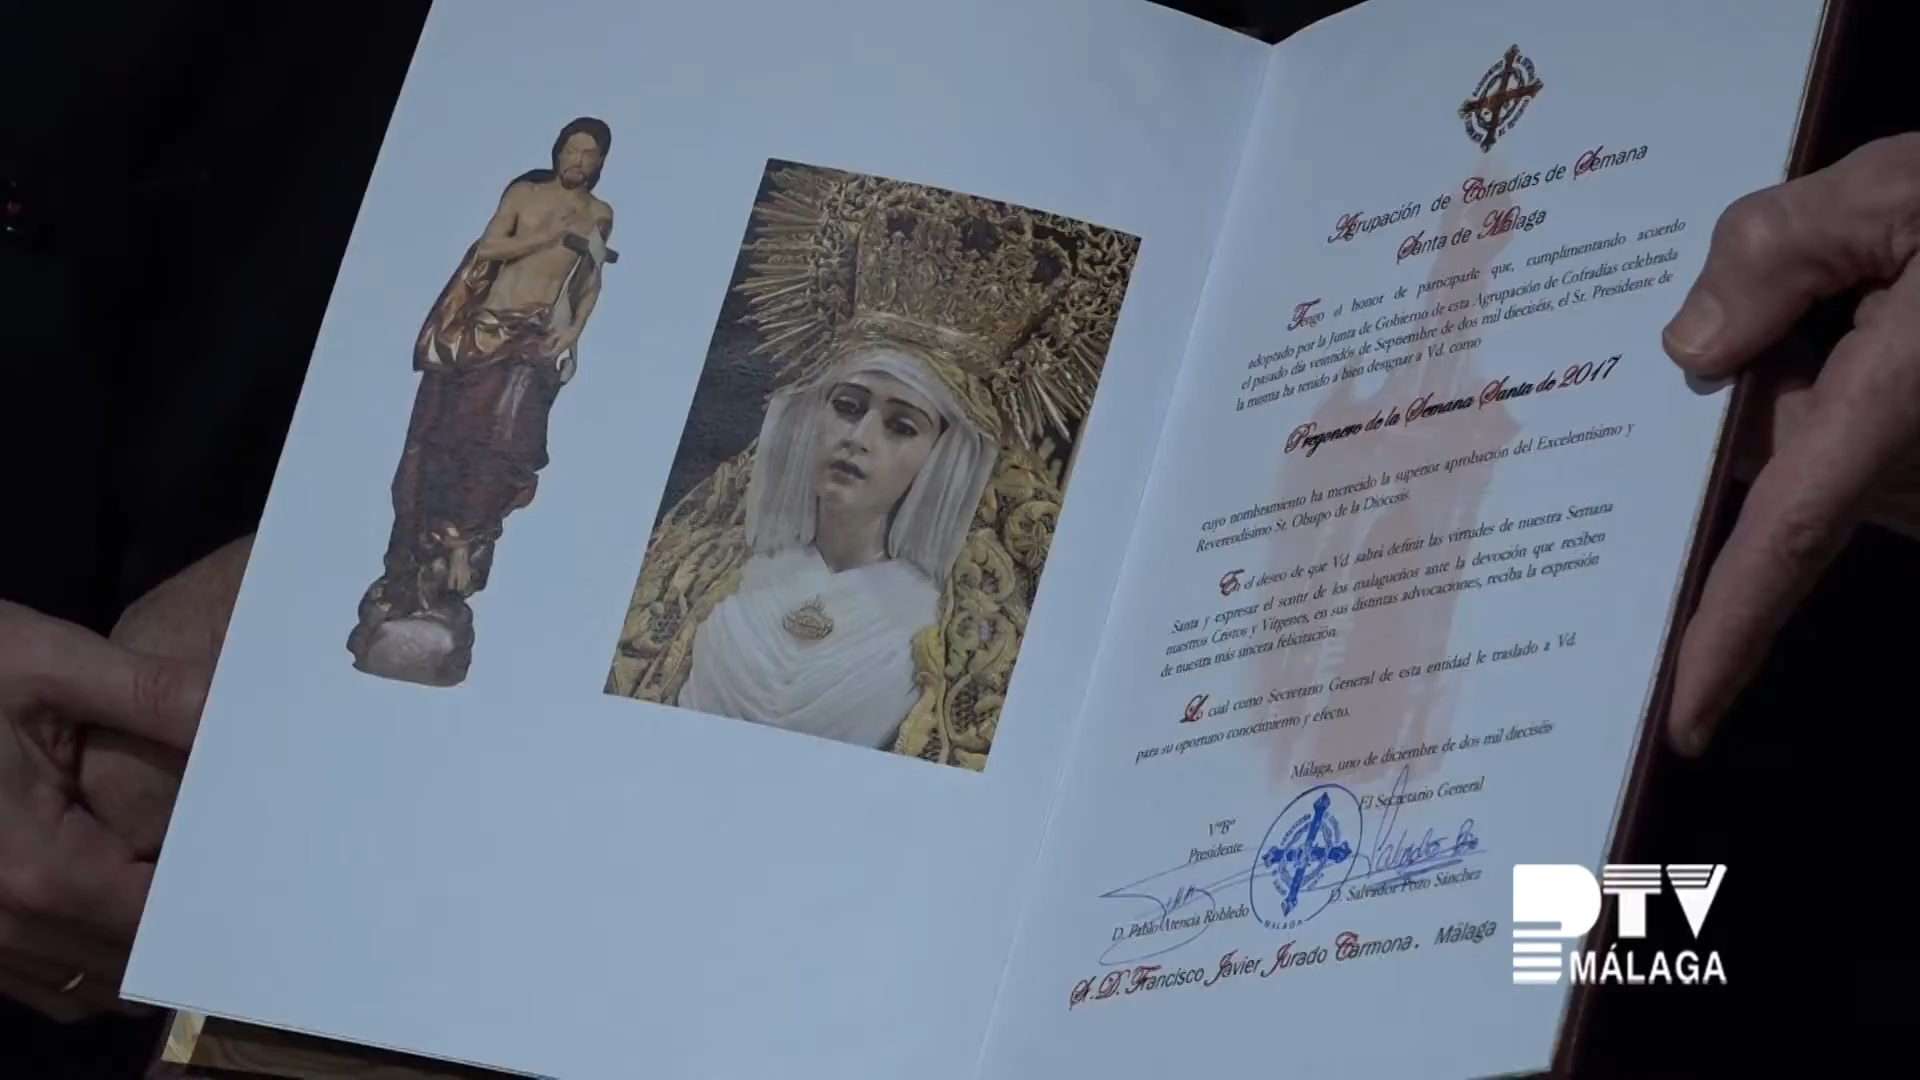 Agrupación de Cofradías de Semana
Santa de Málaga
Tengo el honor de participarle que, cumplimentando acuerdo
adoptado por la Junta de Gobierno de esta Agrupación de Cofradías celebrada
el pasado día veintidós de Septiembre de dos mil dieciséis, el Sr. Presidente de
la misma ha tenido a bien designar a Vd. como
Pregonero de la Semana Santa de 2017
cuyo nombramiento ha merecido la superior aprobación del Excelentísimo y
Reverendísimo Sr. Obispo de la Diócesis.
En el deseo de que Vd. sabrá definir las virtudes de nuestra Semana
Santa y expresar el sentir de los malagueños ante la devoción que reciben
nuestros Cristos y Vírgenes, en sus distintas advocaciones, reciba la expresión
de nuestra más sincera felicitación.
Lo cual como Secretario General de esta entidad le traslado a Vd.
para su oportuno conocimiento y efecto.
Málaga, uno de diciembre de dos mil dieciséis
El Secretario General
VºBº
Presidente
MALAGA
D. Salvador Pozo Sánchez
D. Pablo Atencia Robledo
Sr. D. Francisco Javier Jurado Carmona. Málaga
PTV
MÁLAGA